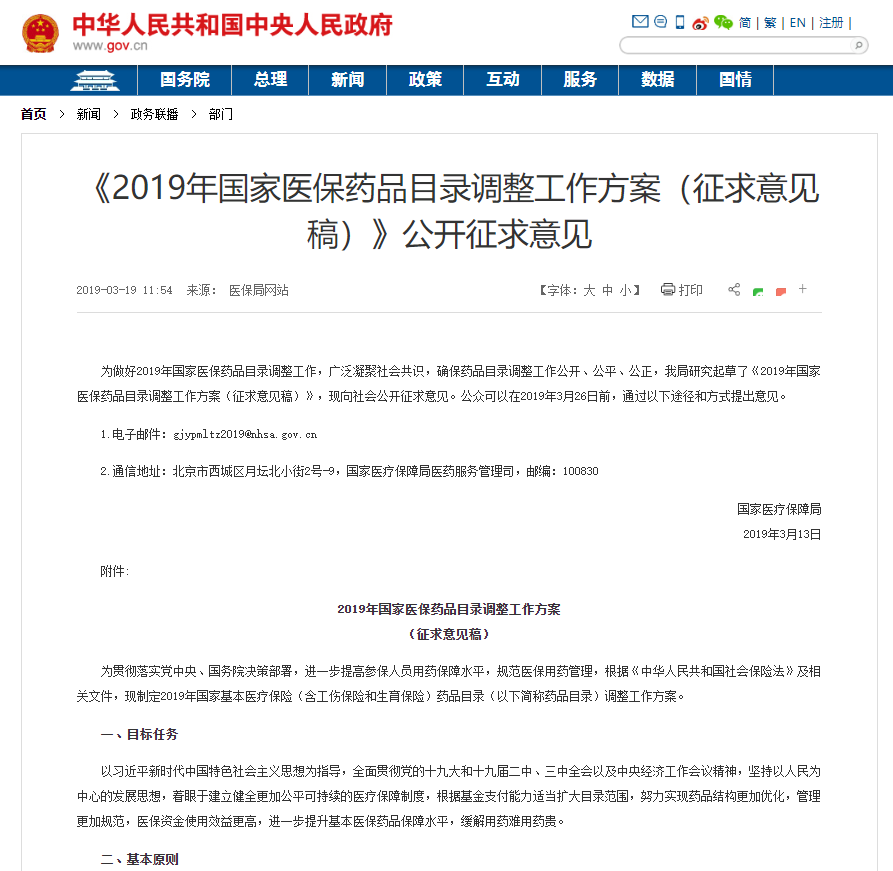 中华人民共和国中央人民政府
www.gov.cn
简 | 繁 | EN | 注册 |
国务院 总理 新闻 政策 互动 服务 数据 国情
首页 > 新闻 > 政务联播 > 部门
《2019年国家医保药品目录调整工作方案（征求意见
稿）》公开征求意见
2019-03-19 11:54 来源： 医保局网站 【字体：大 中 小】 打印 +
为做好2019年国家医保药品目录调整工作，广泛凝聚社会共识，确保药品目录调整工作公开、公平、公正，我局研究起草了《2019年国家
医保药品目录调整工作方案（征求意见稿）》，现向社会公开征求意见。公众可以在2019年3月26日前，通过以下途径和方式提出意见。
1.电子邮件：gjypmltz2019@nhsa.gov.cn
2.通信地址：北京市西城区月坛北小街2号-9，国家医疗保障局医药服务管理司，邮编：100830
国家医疗保障局
2019年3月13日
附件:
2019年国家医保药品目录调整工作方案
（征求意见稿）
为贯彻落实党中央、国务院决策部署，进一步提高参保人员用药保障水平，规范医保用药管理，根据《中华人民共和国社会保险法》及相
关文件，现制定2019年国家基本医疗保险（含工伤保险和生育保险）药品目录（以下简称药品目录）调整工作方案。
一、目标任务
以习近平新时代中国特色社会主义思想为指导，全面贯彻党的十九大和十九届二中、三中全会以及中央经济工作会议精神，坚持以人民为
中心的发展思想，着眼于建立健全更加公平可持续的医疗保障制度，根据基金支付能力适当扩大目录范围，努力实现药品结构更加优化，管理
更加规范，医保资金使用效益更高，进一步提升基本医保药品保障水平，缓解用药难用药贵。
二、基本原则